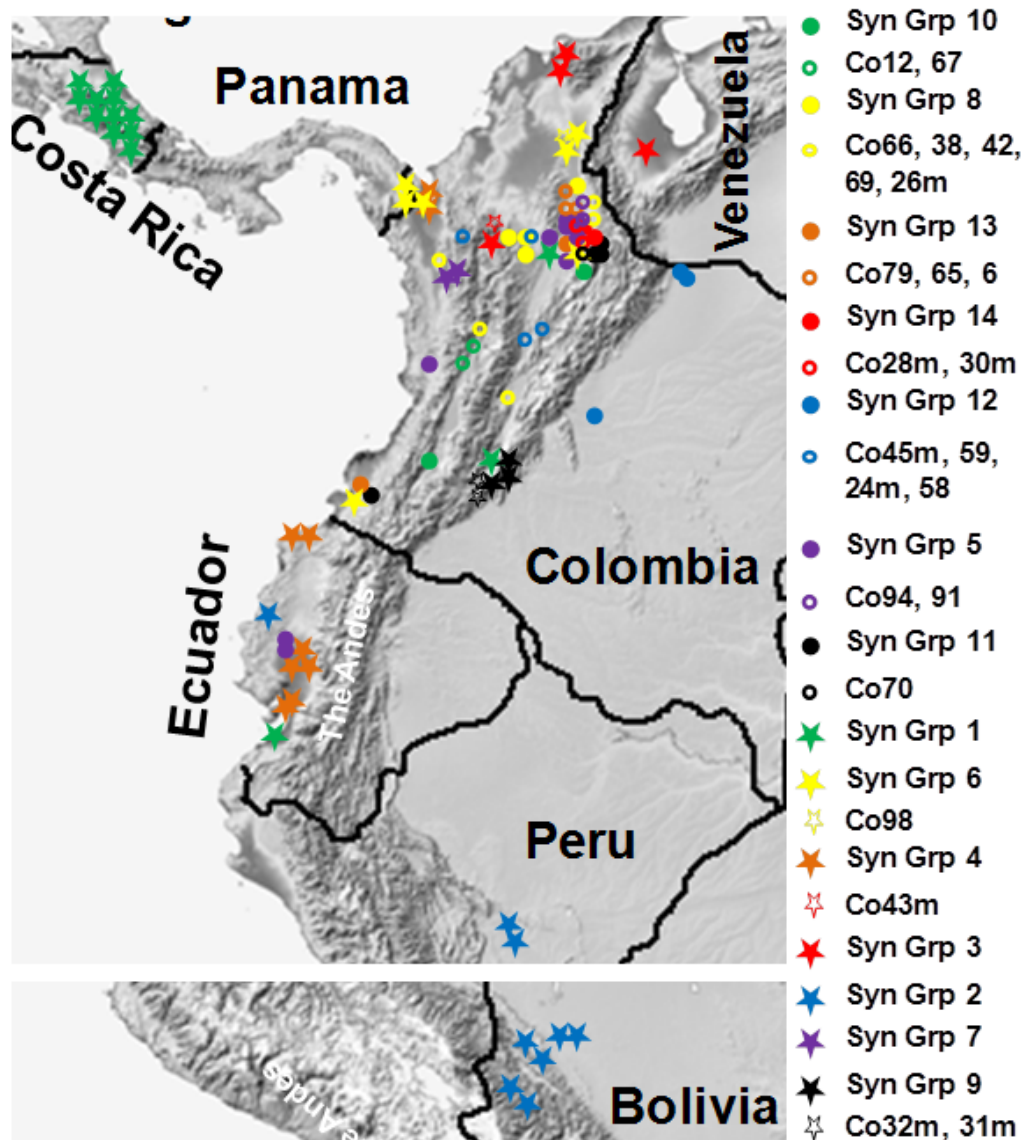 Panama
Costa Rica
Venezuela
Colombia
Ecuador
The Andes
Peru
Andes
Bolivia
Syn Grp 10
Co12, 67
Syn Grp 8
Co66, 38, 42,
69, 26m
Syn Grp 13
Co79, 65, 6
Syn Grp 14
Co28m, 30m
Syn Grp 12
Co45m, 59,
24m, 58
Syn Grp 5
Co94, 91
Syn Grp 11
Co70
Syn Grp 1
Syn Grp 6
Co98
Syn Grp 4
Co43m
Syn Grp 3
Syn Grp 2
Syn Grp 7
Syn Grp 9
Co32m, 31m